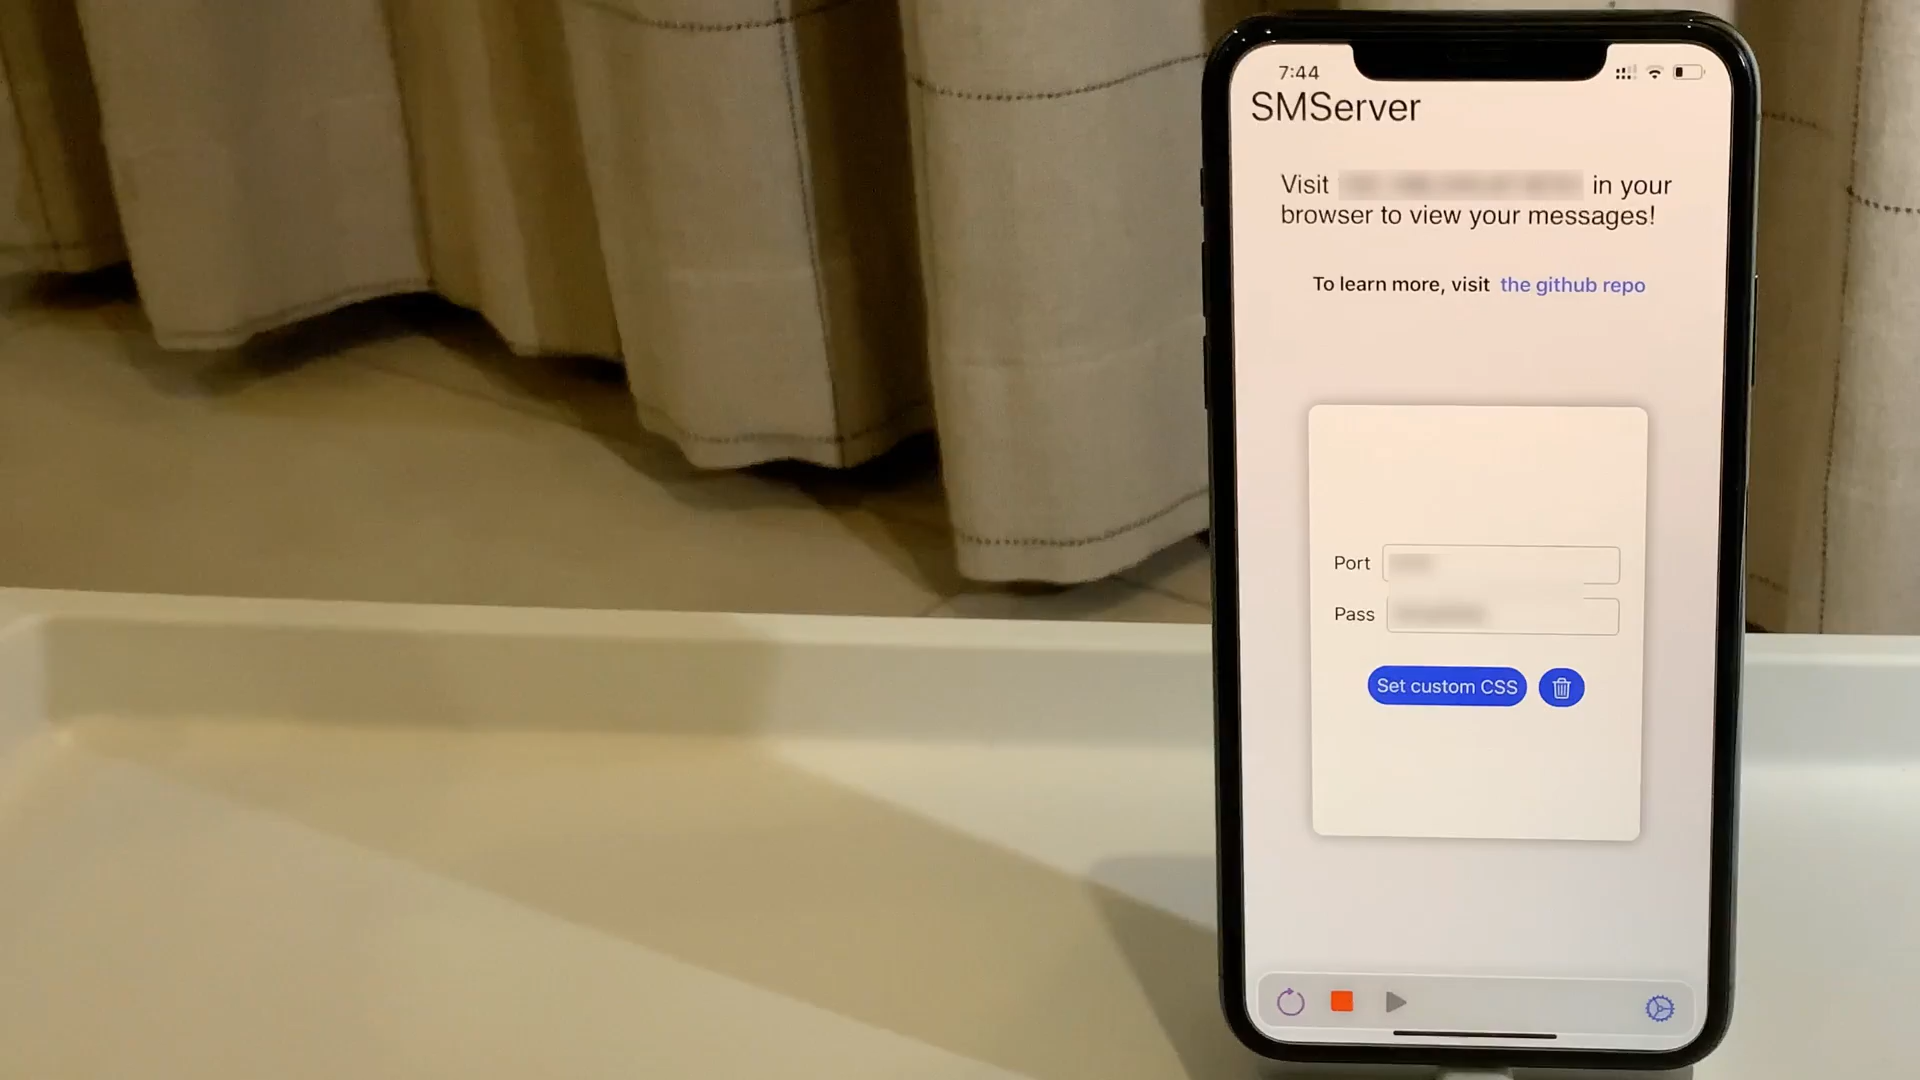 7:44
SMServer
Visit in your
browser to view your messages!
To learn more, visit the github repo
Port
Pass
Set custom CSS